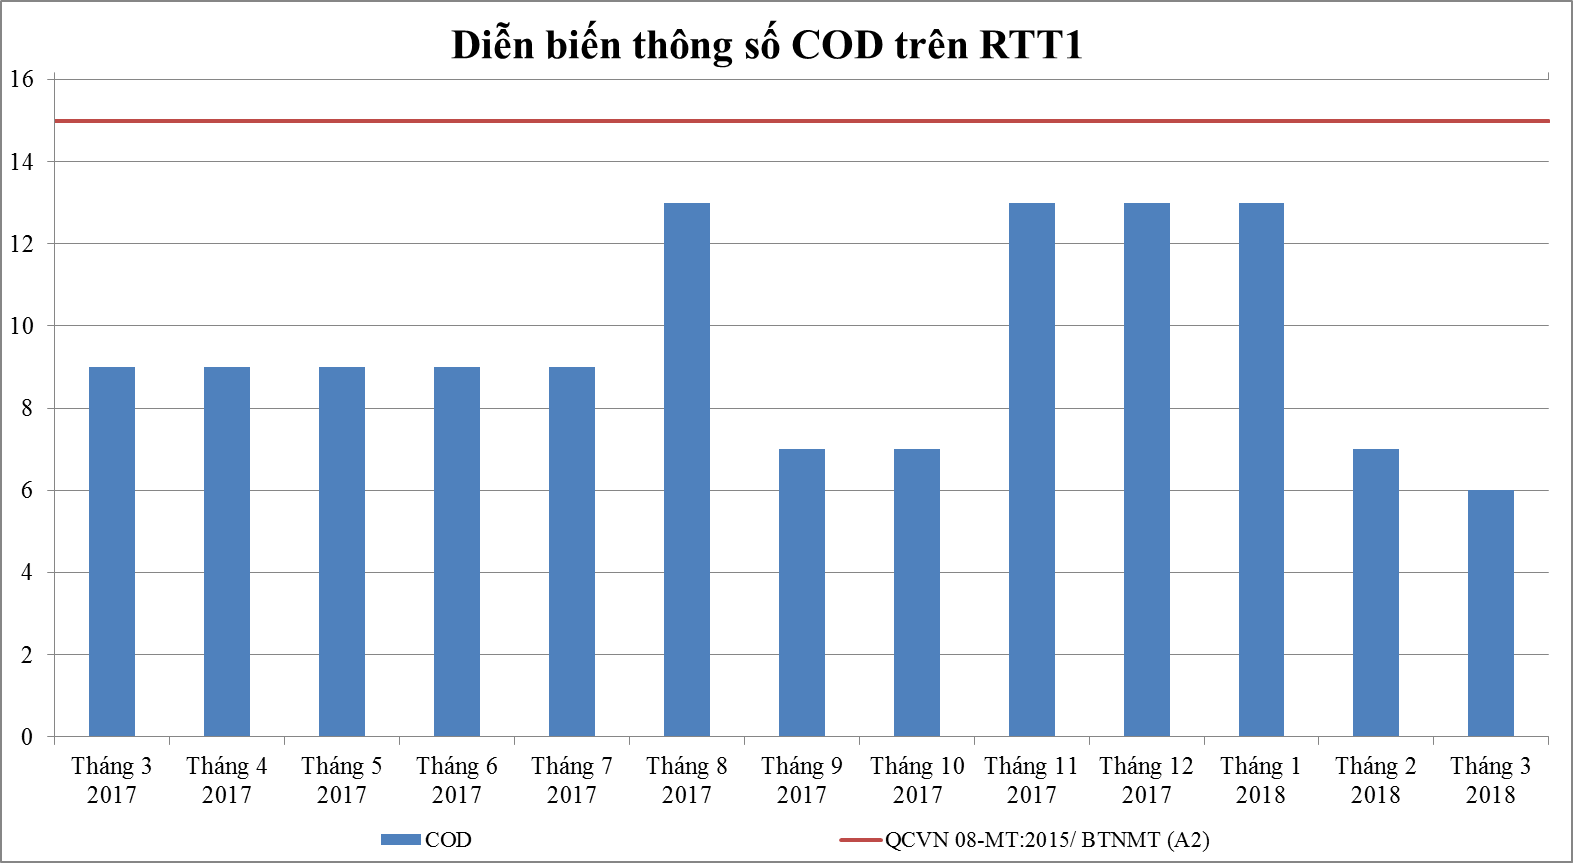 Diễn biến thông số COD trên RTT1
16
14
12
10
8
6
4
2
0
Tháng 3
2017
Tháng 4
2017
Tháng 5
2017
Tháng 6
2017
Tháng 7
2017
Tháng 8
2017
Tháng 9
2017
Tháng 10
2017
Tháng 11
2017
Tháng 12
2017
Tháng 1
2018
Tháng 2
2018
Tháng 3
2018
COD
QCVN 08-MT:2015/ BTNMT (A2)